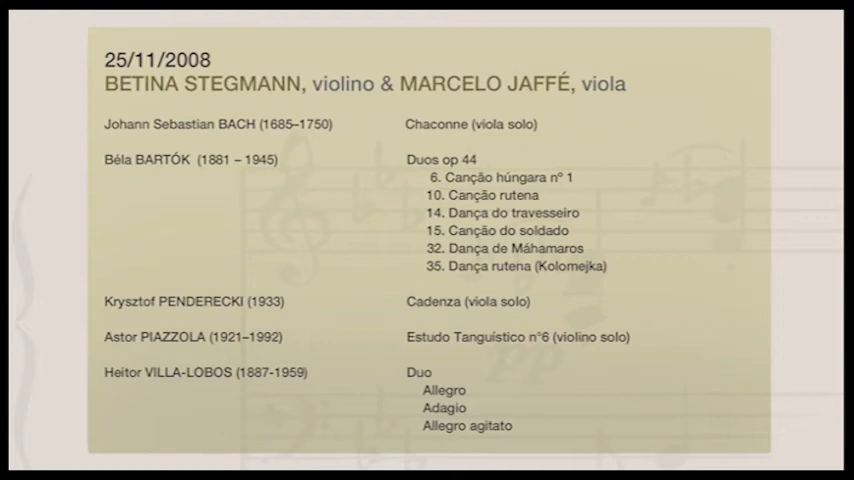 25/11/2008
BETINA STEGMANN, violino & MARCELO JAFFÉ, viola
Johann Sebastian BACH (1685–1750) Chaconne (viola solo)
Béla BARTÓK (1881 – 1945) Duos op 44
6. Canção húngara nº 1
10. Canção rutena
14. Dança do travesseiro
15. Canção do soldado
32. Dança de Máhamaros
35. Dança rutena (Kolomejka)
Krysztof PENDERECKI (1933) Cadenza (viola solo)
Astor PIAZZOLA (1921–1992) Estudo Tanguístico n°6 (violino solo)
Heitor VILLA-LOBOS (1887-1959) Duo
Allegro
Adagio
Allegro agitato
pp